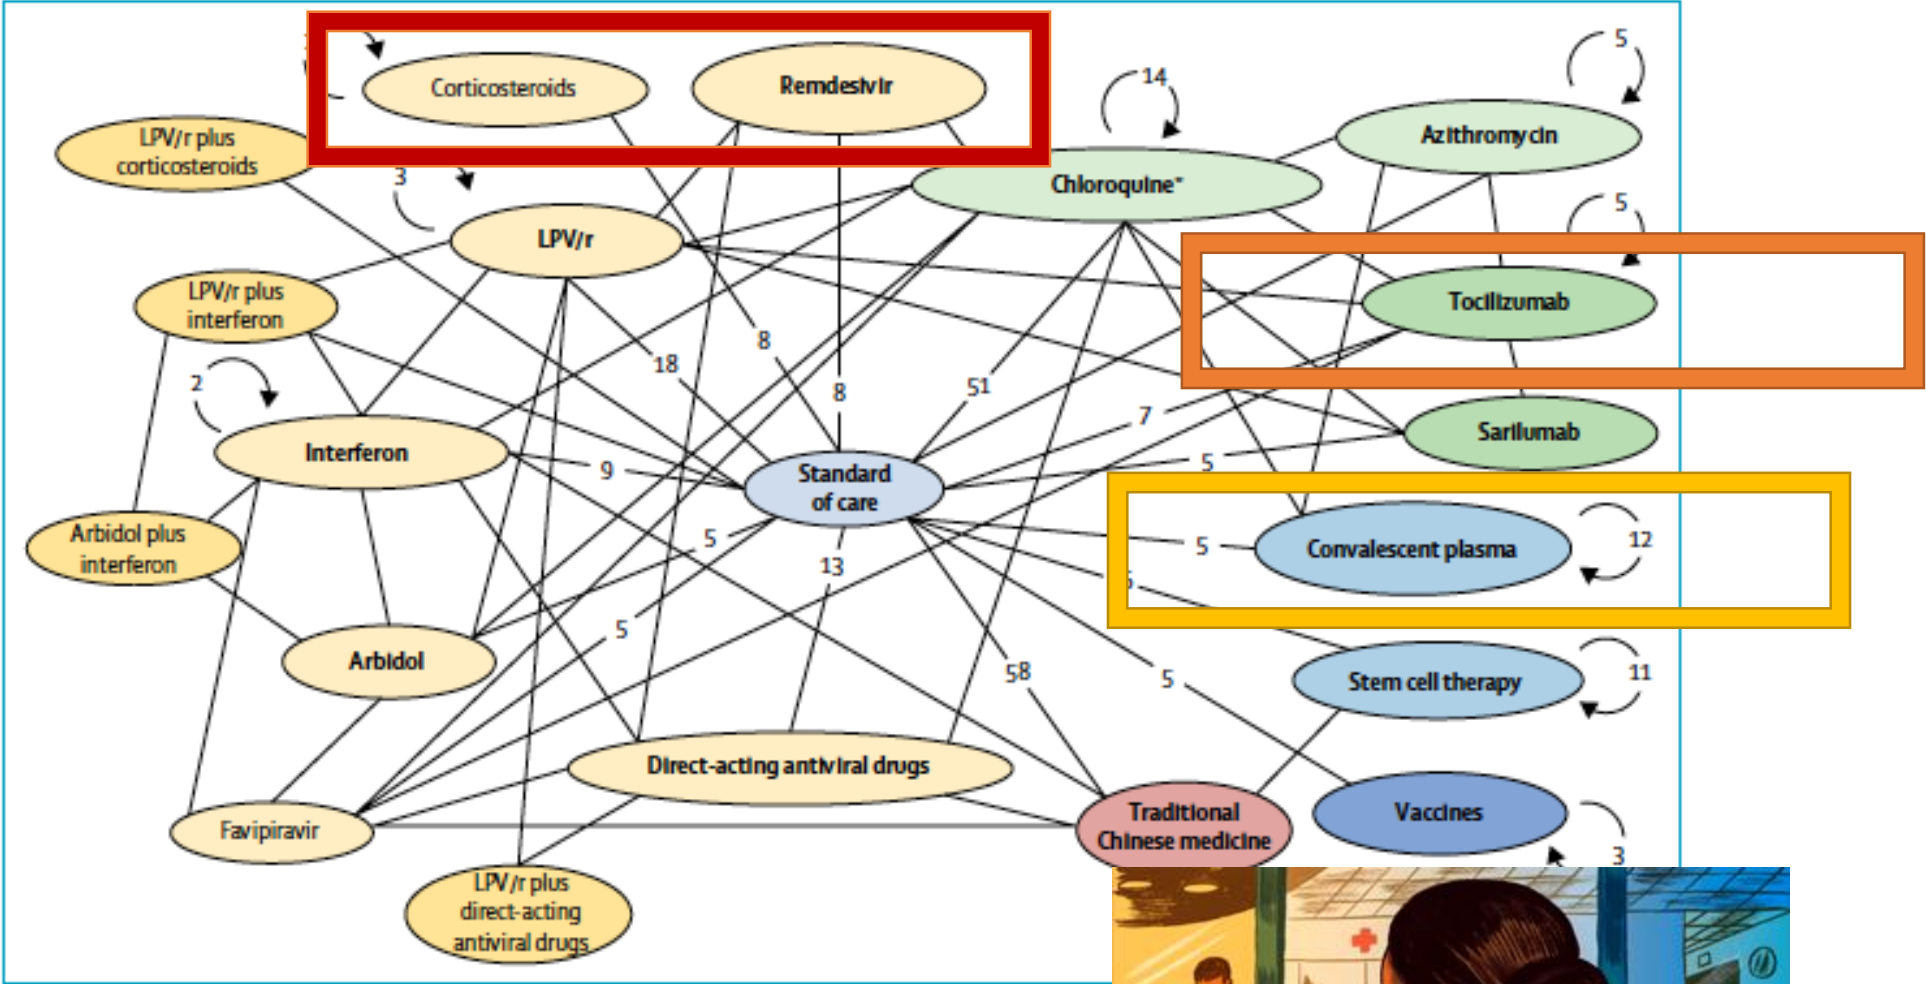 5
Corticosteroids
Remdesivir
14
Azithromycin
LPV/r plus
corticosteroids
3
Chloroquine*
5
LPV/r
LPV/r plus
interferon
Tocilizumab
8
18
2
8
51
7
Sarilumab
Interferon
9
Standard
of care
5
Arbidol plus
interferon
5
13
5
Convalescent plasma
12
5
Arbidol
58
5
Stem cell therapy
11
Direct-acting antiviral drugs
Favipiravir
Traditional
Chinese medicine
Vaccines
3
LPV/r plus
direct-acting
antiviral drugs